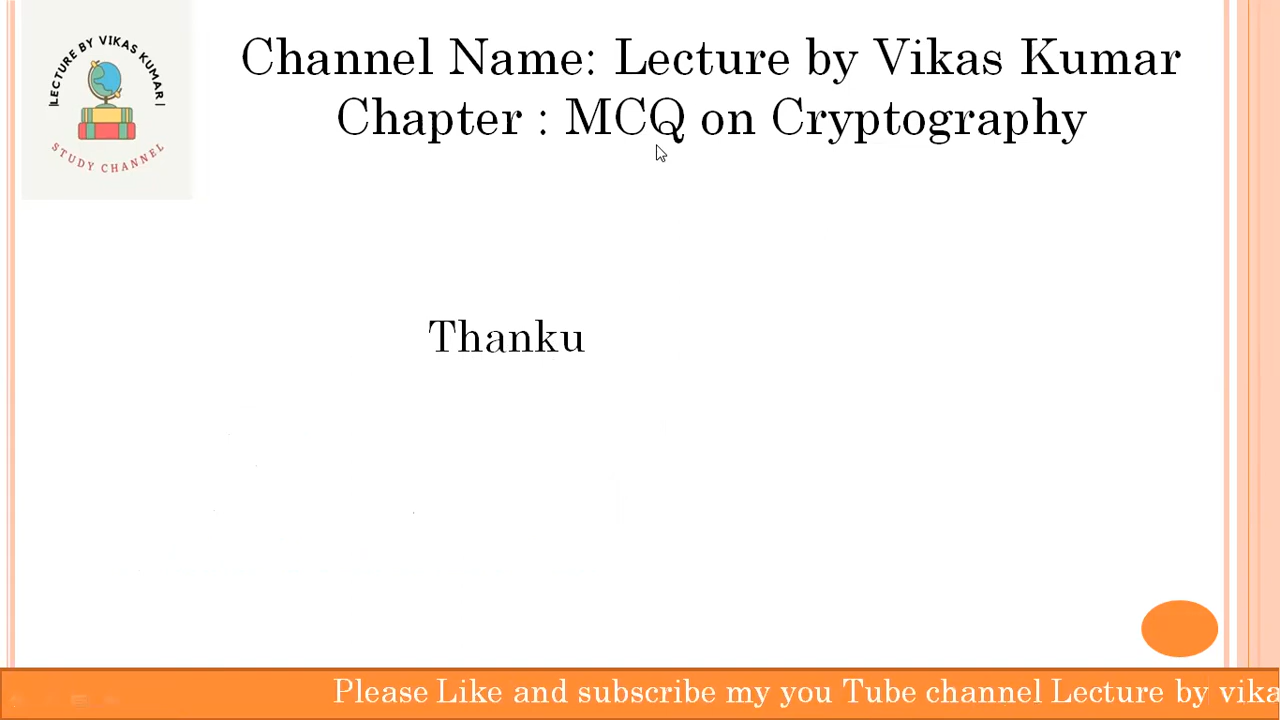 LECTURE BY VIKAS KUMAR
STUDY CHANNEL
Channel Name: Lecture by Vikas Kumar
Chapter : MCQ on Cryptography
Thanku
Please Like and subscribe my you Tube channel Lecture by vika